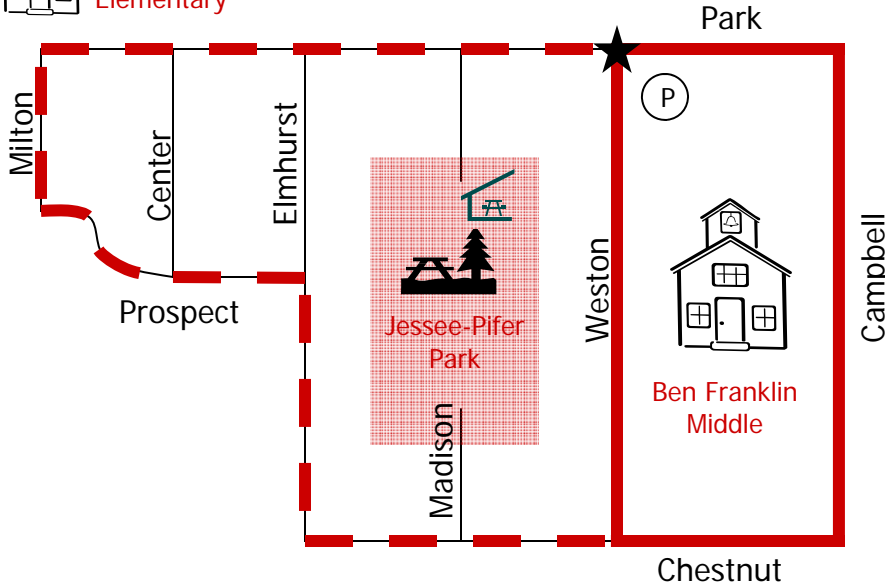 Elementary
Park
P
Milton
Center
Elmhurst
Weston
Campbell
Prospect
Jessee-Pifer
Park
Madison
Ben Franklin
Middle
Chestnut